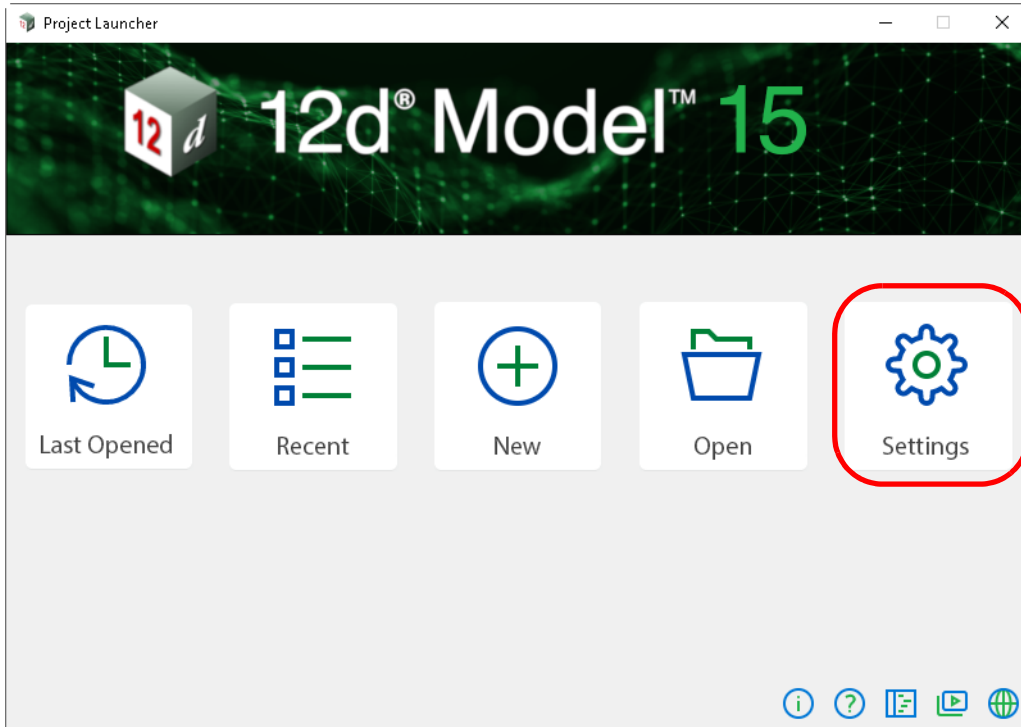 Project Launcher
12 d 12d® Model™ 15
Last Opened Recent New Open Settings